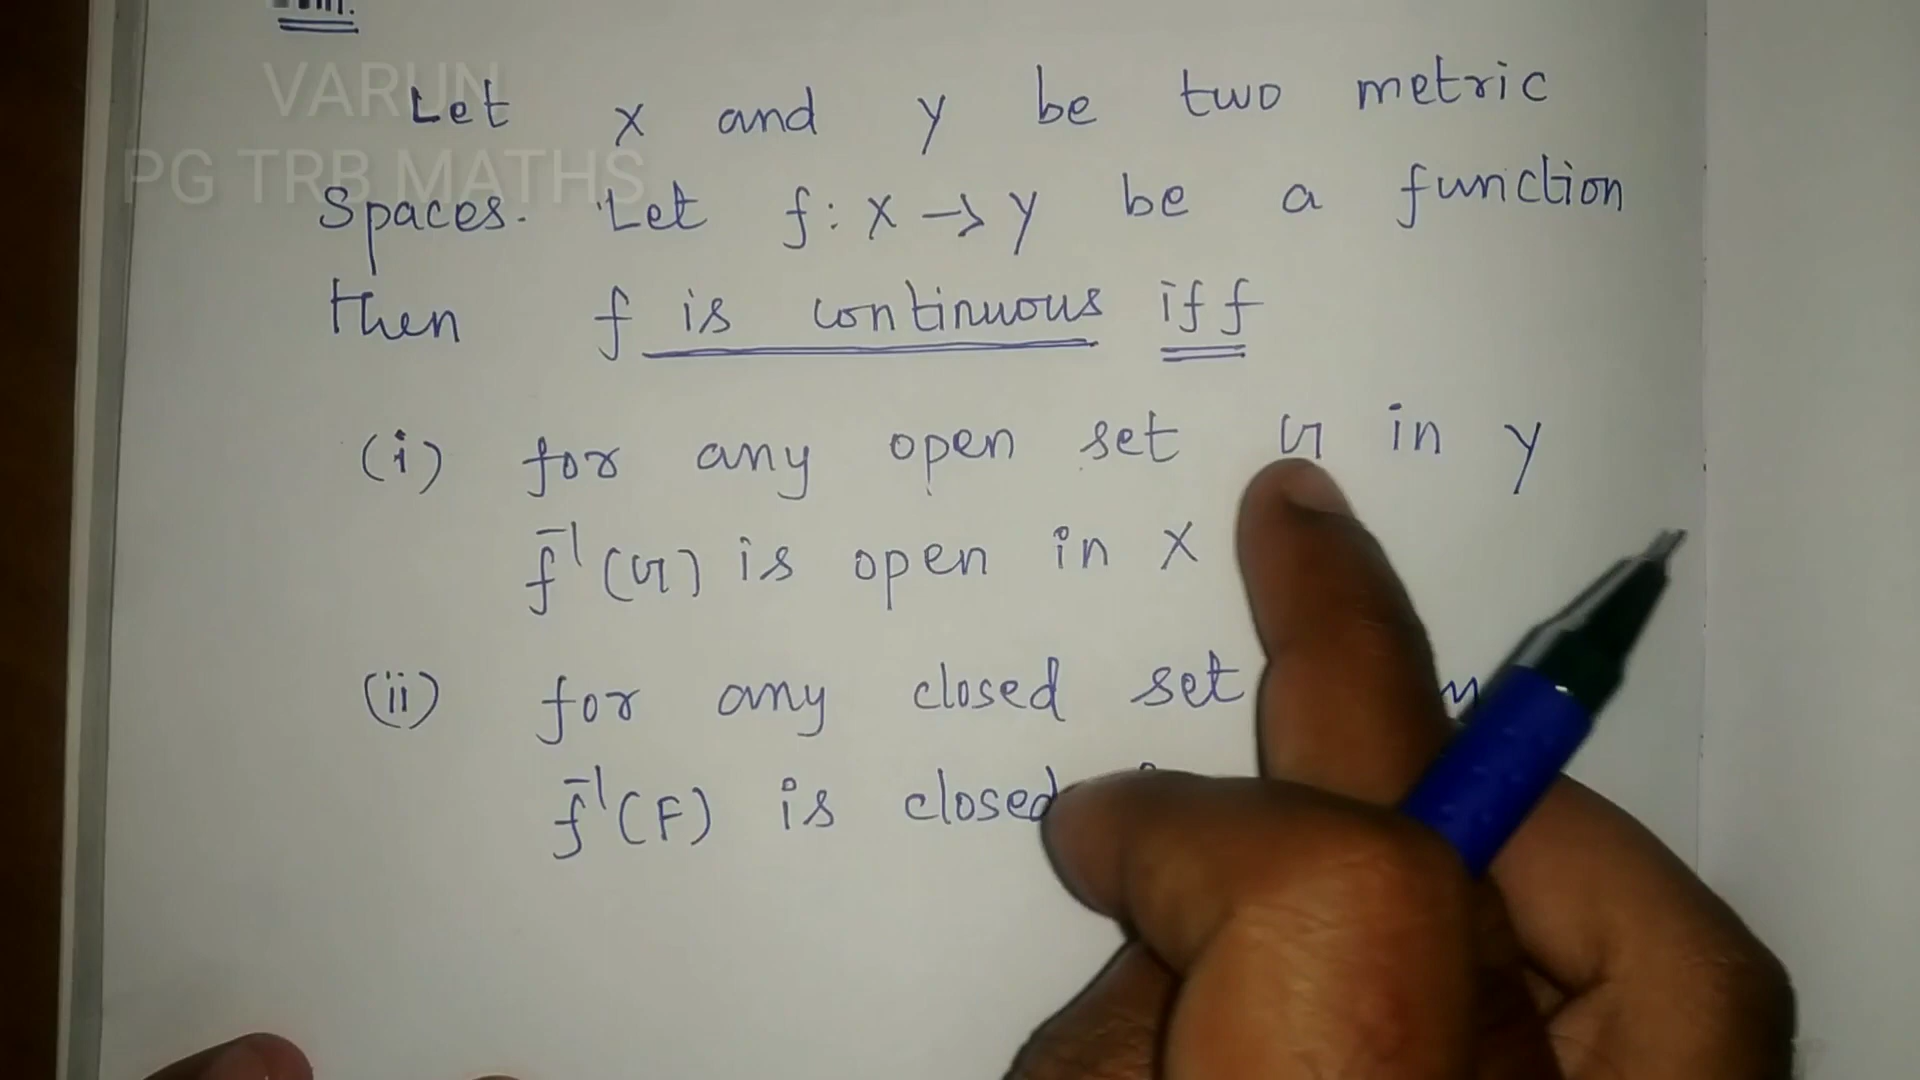 VARUN
PG TRB MATHS
Let x and y be two metric
Spaces. Let f: x → y be a function
then f is continuous iff
(i) for any open set G in y
f⁻¹(G) is open in X
(ii) for any closed set
f⁻¹(F) is closed